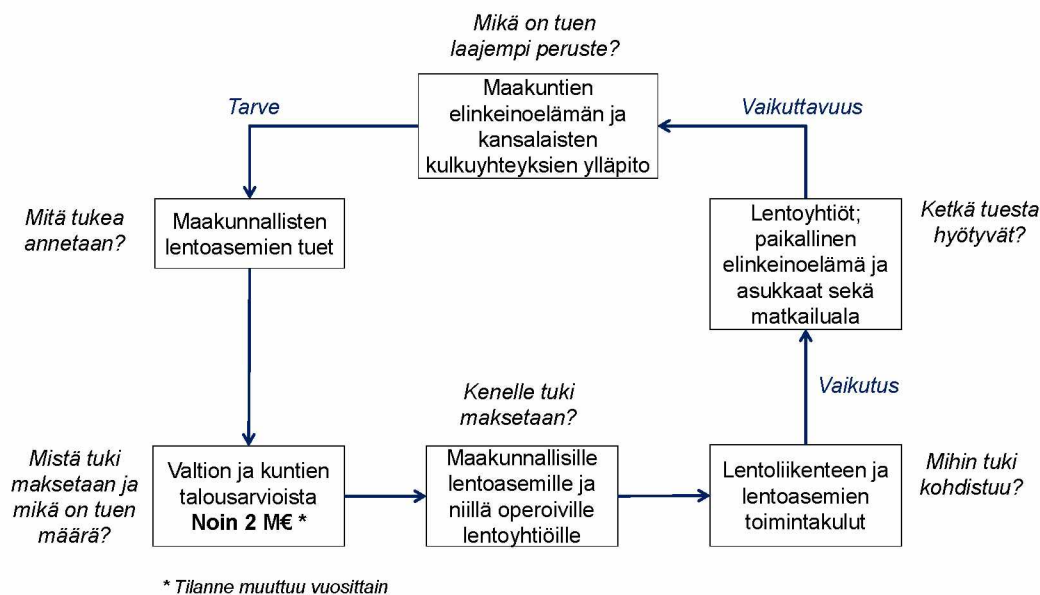 Mikä on tuen
laajempi peruste?
Maakuntien
elinkeinoelämän ja
kansalaisten
kulkuyhteyksien ylläpito
Tarve
Vaikuttavuus
Mitä tukea
annetaan?
Maakunnallisten
lentoasemien tuet
Lentoyhtiöt;
paikallinen
elinkeinoelämä ja
asukkaat sekä
matkailuala
Ketkä tuesta
hyötyvät?
Vaikutus
Kenelle tuki
maksetaan?
Mistä tuki
maksetaan ja
mikä on tuen
määrä?
Valtion ja kuntien
talousarvioista
Noin 2 M€ *
Maakunnallisille
lentoasemille ja
niillä operoiville
lentoyhtiöille
Lentoliikenteen ja
lentoasemien
toimintakulut
Mihin tuki
kohdistuu?
* Tilanne muuttuu vuosittain